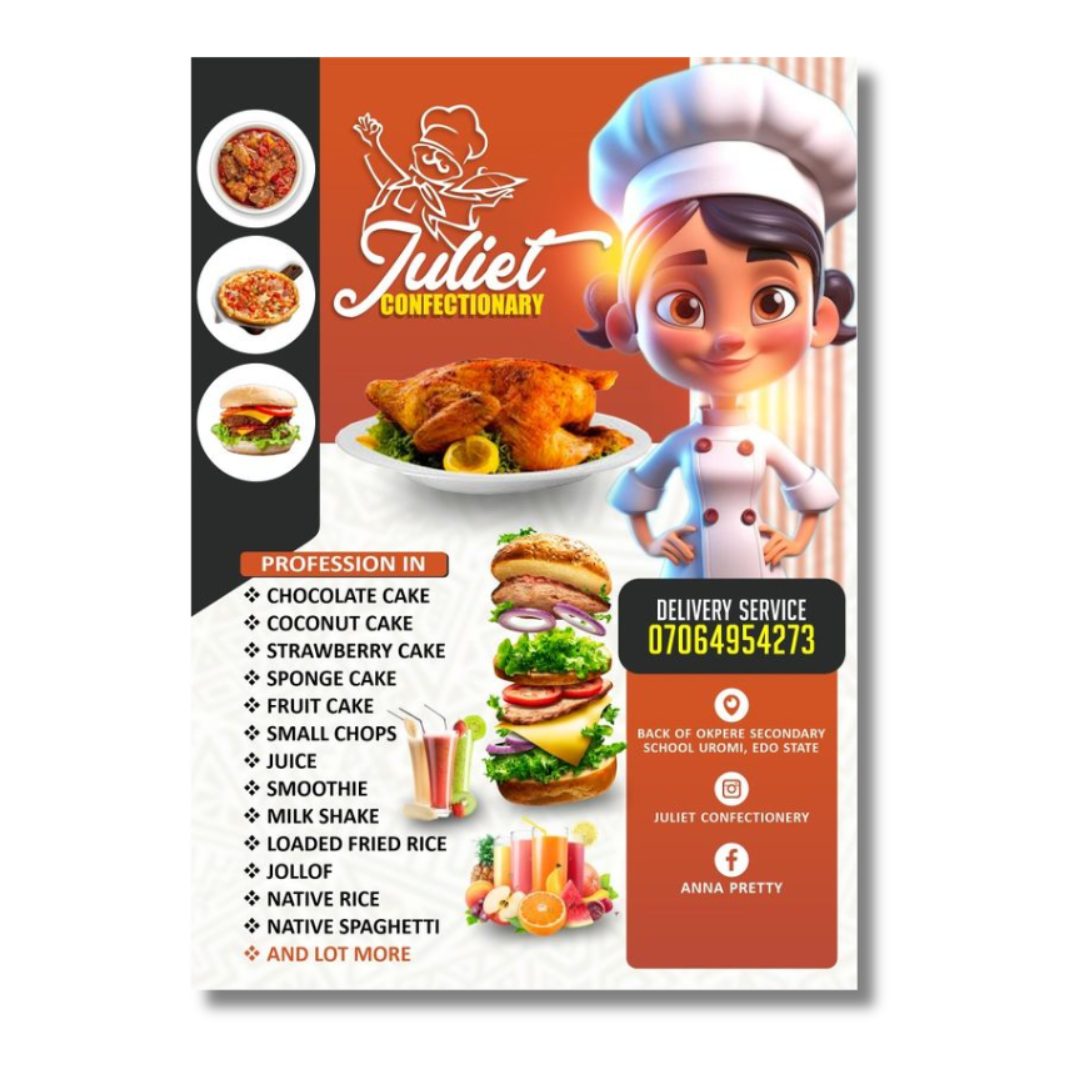 Juliet
CONFECTIONARY
PROFESSION IN
CHOCOLATE CAKE
COCONUT CAKE
STRAWBERRY CAKE
SPONGE CAKE
FRUIT CAKE
SMALL CHOPS
JUICE
SMOOTHIE
MILK SHAKE
LOADED FRIED RICE
JOLLOF
NATIVE RICE
NATIVE SPAGHETTI
AND LOT MORE
DELIVERY SERVICE
07064954273
BACK OF OKPERE SECONDARY
SCHOOL UROMI, EDO STATE
JULIET CONFECTIONERY
ANNA PRETTY